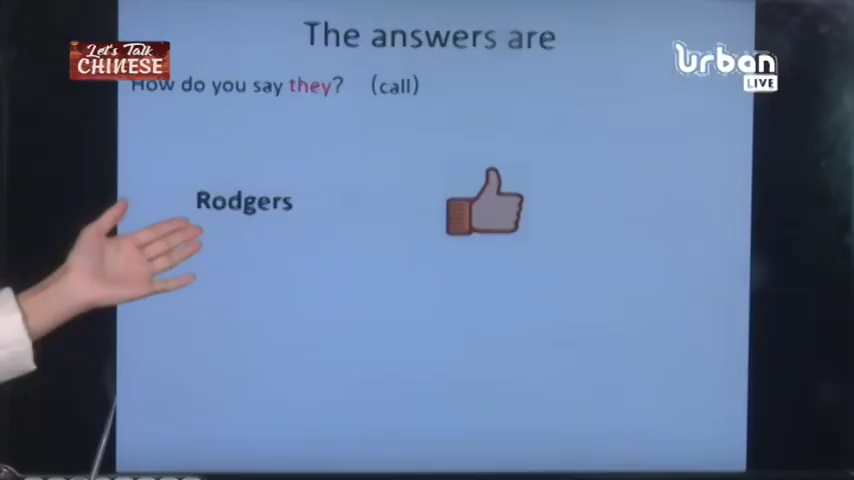 The answers are
Let's Talk
CHINESE
urban
LIVE
How do you say they? (call)
Rodgers